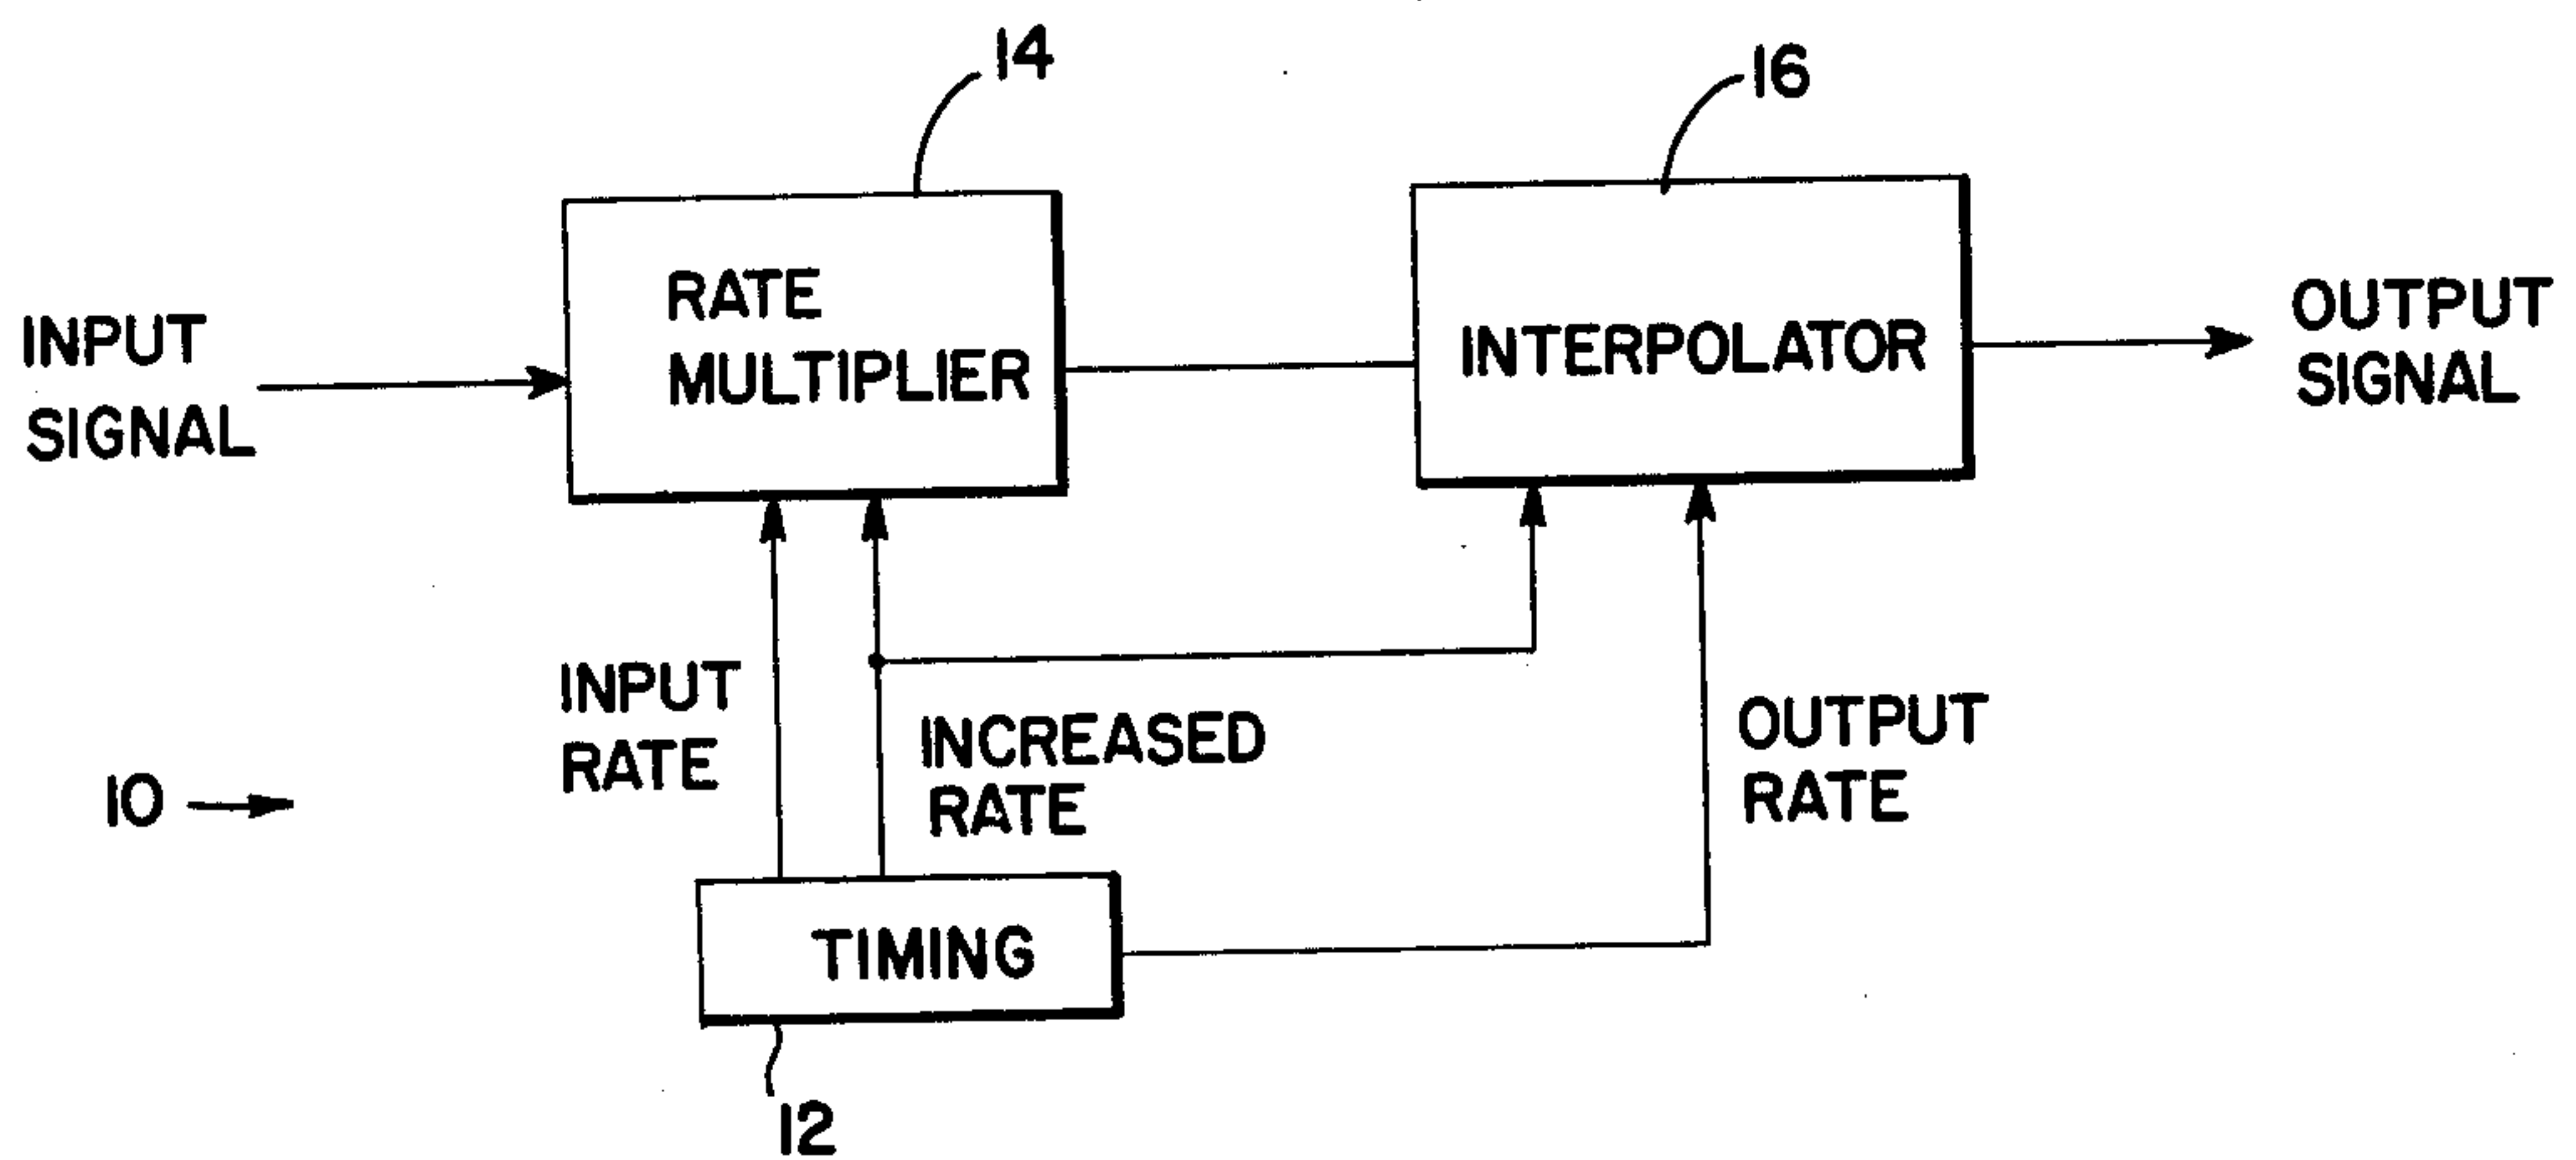 14
16
RATE
MULTIPLIER
INTERPOLATOR
INPUT
SIGNAL
OUTPUT
SIGNAL
INPUT
RATE
INCREASED
RATE
OUTPUT
RATE
10
TIMING
12